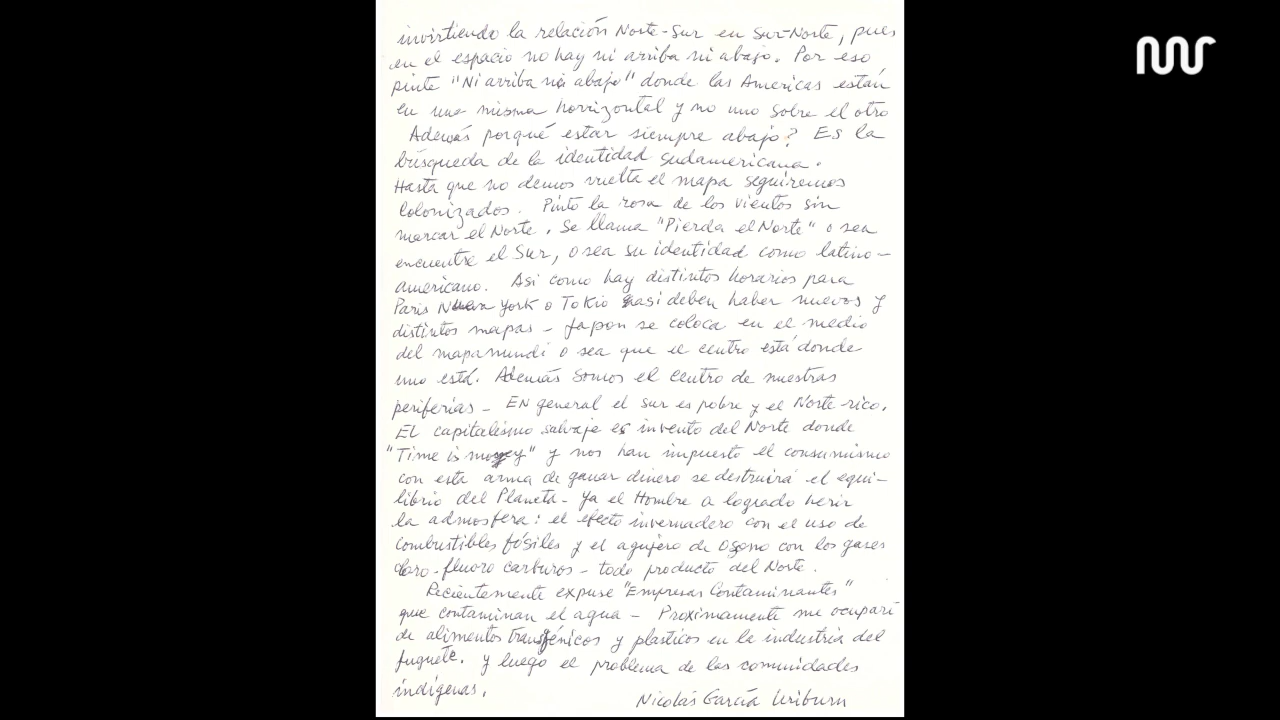 invirtiendo la relación Norte-Sur en Sur-Norte, pues
en el espacio no hay ni arriba ni abajo. Por eso
pinte "Ni arriba ni abajo" donde las Americas están
en una misma horizontal y no uno sobre el otro
Además porqué estar siempre abajo? Es la
búsqueda de la identidad sudamericana.
Hasta que no demos vuelta el mapa seguiremos
colonizados. Pinto la rosa de los vientos sin
marcar el Norte. Se llama "Pierda el Norte" o sea
encuentre el Sur, o sea su identidad como latino-
americano. Asi como hay distintos horarios para
Paris York o Tokio asi deben haber nuevos y
distintos mapas - Japon se coloca en el medio
del mapamundi o sea que el centro está donde
uno está. Además somos el centro de nuestras
periferias - En general el sur es pobre y el Norte rico.
El capitalismo salvaje es invento del Norte donde
"Time is money" y nos han impuesto el consumismo
con esta arma de ganar dinero se destruirá el equi-
librio del Planeta - Ya el Hombre a logrado herir
la admosfera: el efecto invernadero con el uso de
combustibles fósiles y el agujero de osono con los gases
cloro-fluoro carburos - todo producto del Norte.
Recientemente expuse "Empresas Contaminantes"
que contaminan el agua - Proximamente me ocuparé
de alimentos transgénicos y plasticos en la industria del
juguete. y luego el problema de las comunidades
indígenas.
Nicolás García Uriburu